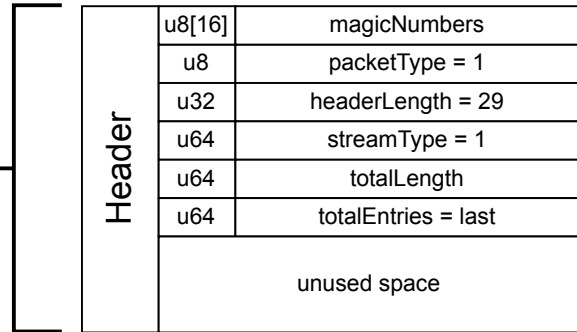 Header
u8[16] magicNumbers
u8 packetType = 1
u32 headerLength = 29
u64 streamType = 1
u64 totalLength
u64 totalEntries = last
unused space